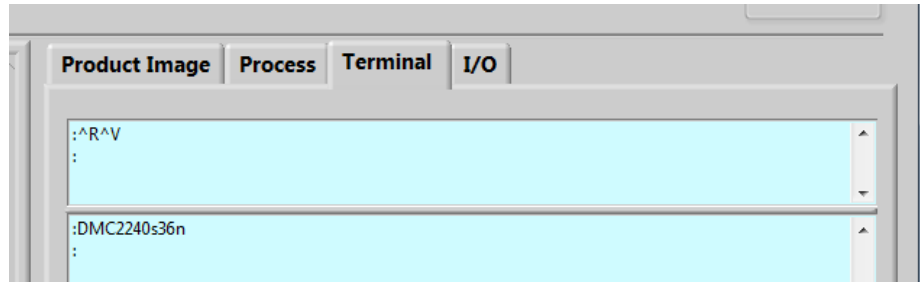 Product Image Process Terminal I/O
:^R^V
:
:DMC2240s36n
: